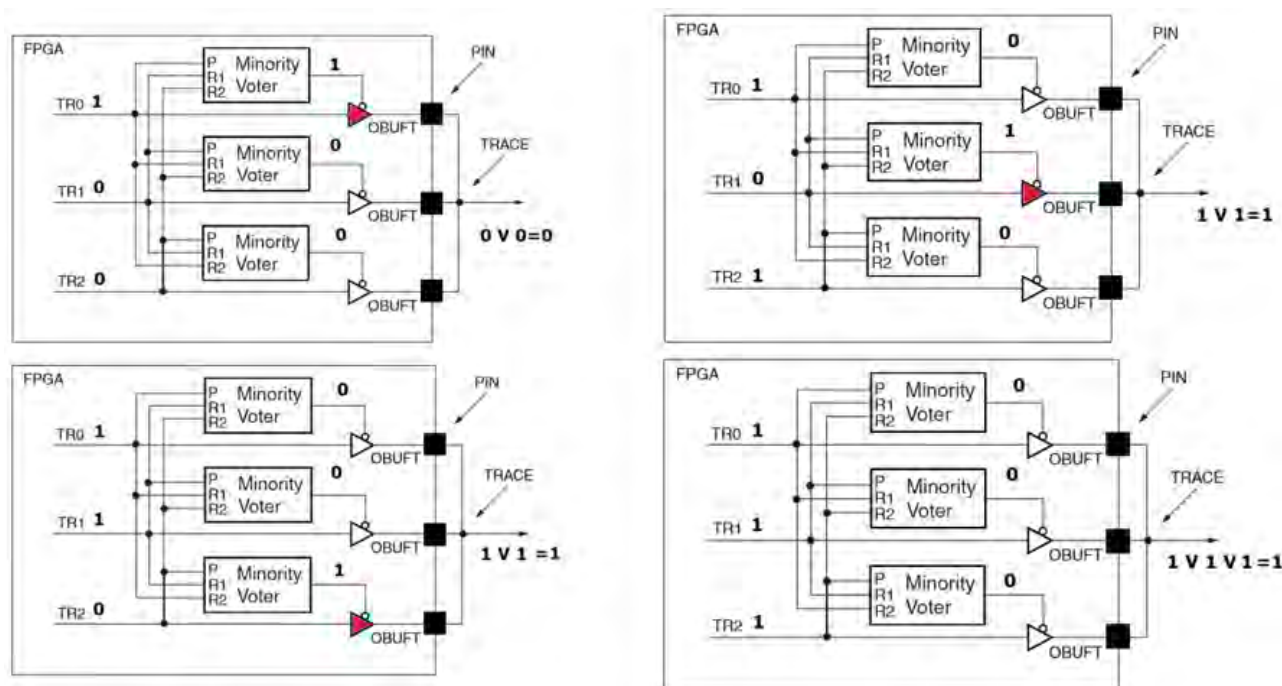 FPGA
P Minority
R1 Voter
R2
1
PIN
TR0 1
OBUFT
P Minority
R1 Voter
R2
0
TRACE
TR1 0
OBUFT
0 V 0=0
P Minority
R1 Voter
R2
0
TR2 0
OBUFT
FPGA
P Minority
R1 Voter
R2
0
PIN
TR0 1
OBUFT
P Minority
R1 Voter
R2
1
TRACE
TR1 0
OBUFT
1 V 1=1
P Minority
R1 Voter
R2
0
TR2 1
OBUFT
FPGA
P Minority
R1 Voter
R2
0
PIN
TR0 1
OBUFT
P Minority
R1 Voter
R2
0
TRACE
TR1 1
OBUFT
1 V 1 =1
P Minority
R1 Voter
R2
1
TR2 0
OBUFT
FPGA
P Minority
R1 Voter
R2
0
PIN
TR0 1
OBUFT
P Minority
R1 Voter
R2
0
TRACE
TR1 1
OBUFT
1 V 1 V 1=1
P Minority
R1 Voter
R2
0
TR2 1
OBUFT